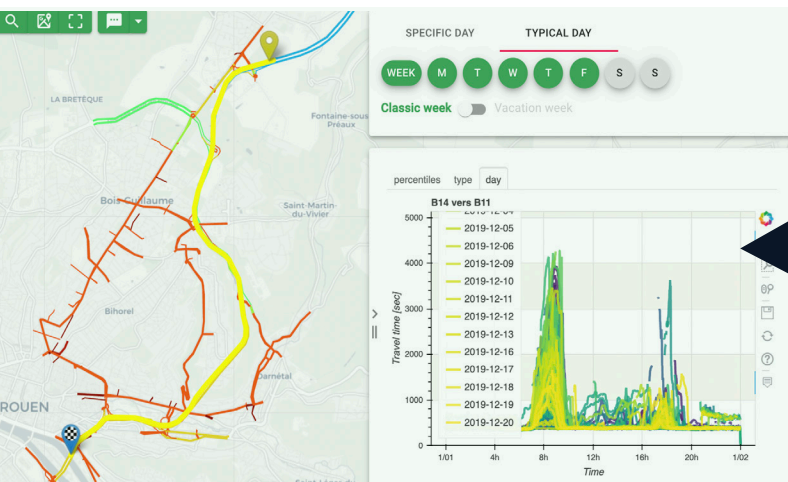 SPECIFIC DAY
TYPICAL DAY
WEEK M T W T F S S
Classic week Vacation week
percentiles type day
B14 vers B11
5000
4000
3000
2000
1000
0
Travel time [sec]
2019-12-04
2019-12-05
2019-12-06
2019-12-09
2019-12-10
2019-12-11
2019-12-12
2019-12-13
2019-12-16
2019-12-17
2019-12-18
2019-12-19
2019-12-20
1/01 4h 8h 12h 16h 20h 1/02
Time
LA BRETÈQUE
Fontaine-sous
Préaux
Bois-Guillaume
Saint-Martin-
du-Vivier
Bihorel
Darnétal
ROUEN